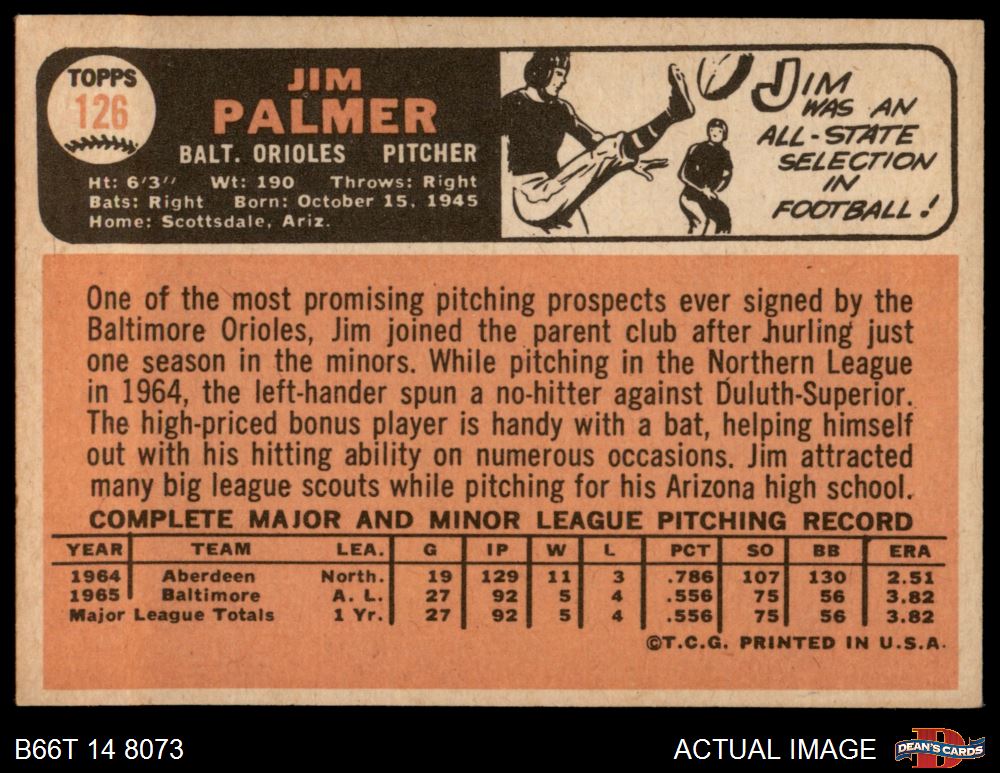 TOPPS
126
JIM
PALMER
BALT. ORIOLES PITCHER
Ht: 6'3'' Wt: 190 Throws: Right
Bats: Right Born: October 15, 1945
Home: Scottsdale, Ariz.
JIM
WAS AN
ALL-STATE
SELECTION
IN
FOOTBALL!
One of the most promising pitching prospects ever signed by the
Baltimore Orioles, Jim joined the parent club after hurling just
one season in the minors. While pitching in the Northern League
in 1964, the left-hander spun a no-hitter against Duluth-Superior.
The high-priced bonus player is handy with a bat, helping himself
out with his hitting ability on numerous occasions. Jim attracted
many big league scouts while pitching for his Arizona high school.
COMPLETE MAJOR AND MINOR LEAGUE PITCHING RECORD
YEAR TEAM LEA. G IP W L PCT SO BB ERA
1964 Aberdeen North. 19 129 11 3 .786 107 130 2.51
1965 Baltimore A. L. 27 92 5 4 .556 75 56 3.82
Major League Totals 1 Yr. 27 92 5 4 .556 75 56 3.82
©T.C.G. PRINTED IN U.S.A.
B66T 14 8073 ACTUAL IMAGE
D
DEAN'S CARDS